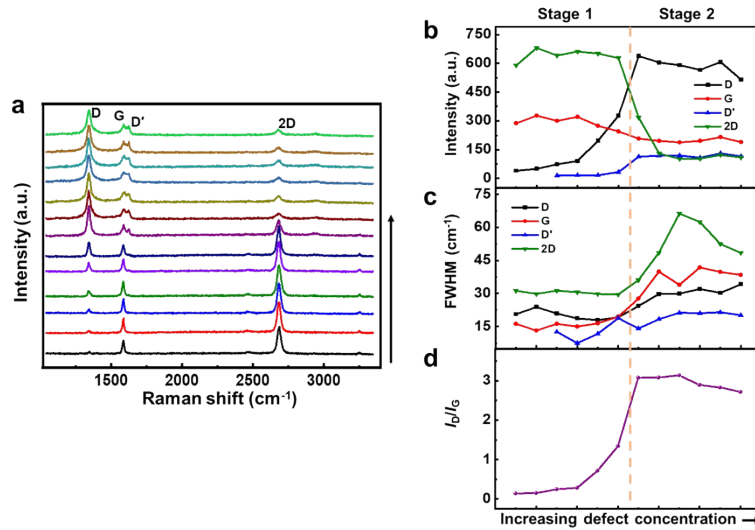 Stage 1 Stage 2
b
750
600
450
300
150
0
Intensity (a.u.)
D
G
D'
2D
a
D
G
D′
2D
Intensity (a.u.)
1500 2000 2500 3000
Raman shift (cm⁻¹)
c
75
60
45
30
15
FWHM (cm⁻¹)
D
G
D'
2D
d
3
2
1
0
I_D/I_G
Increasing defect concentration →